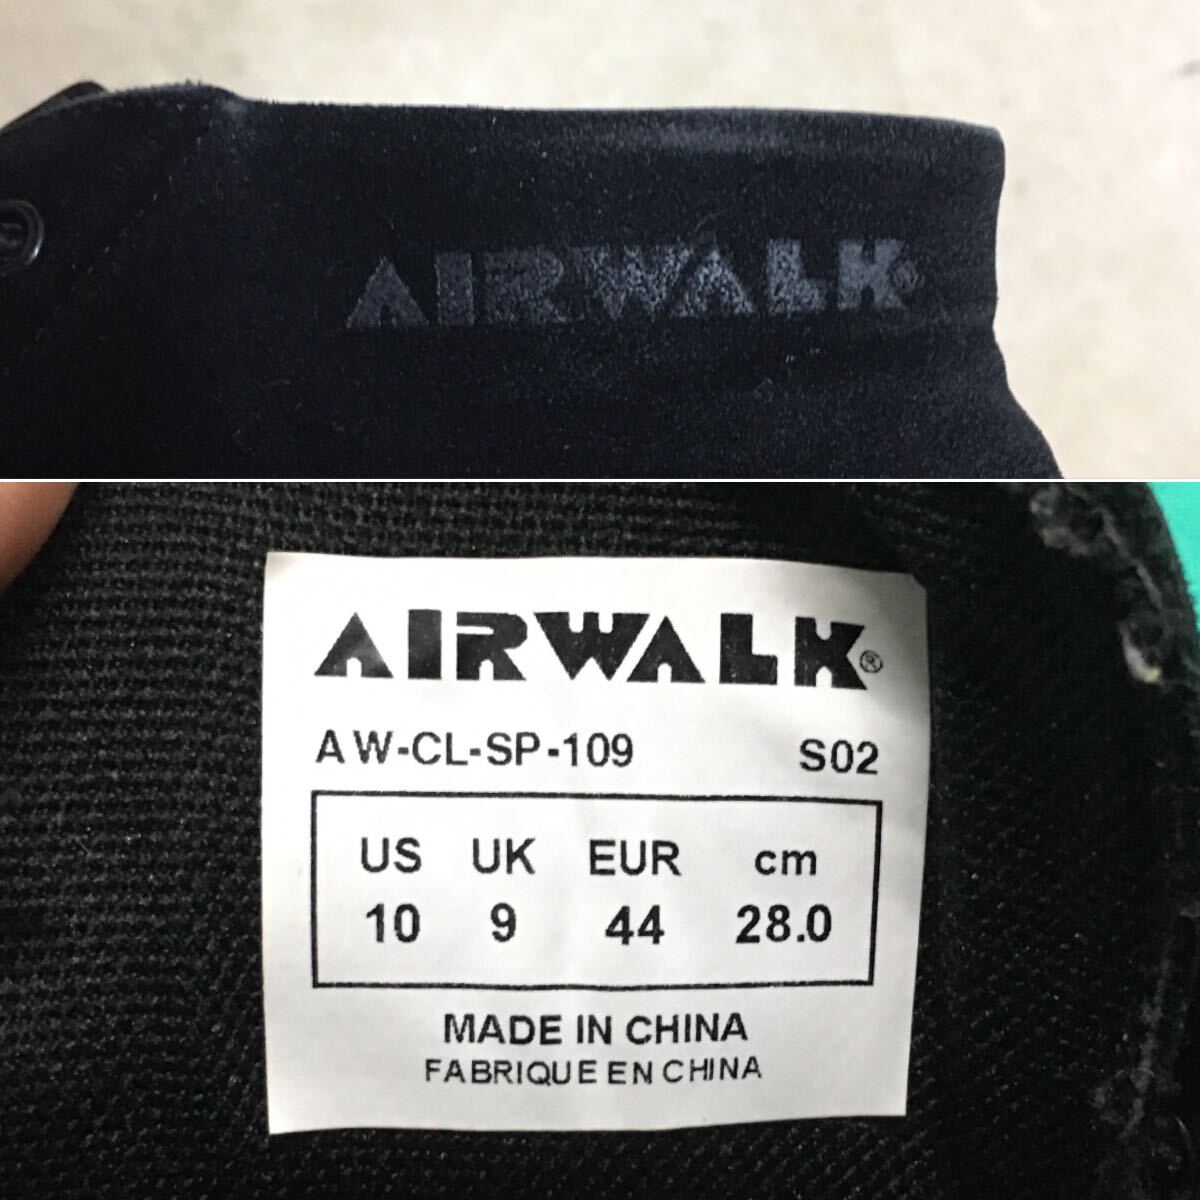 AIRWALK®
AIRWALK®
AW-CL-SP-109 S02
US UK EUR cm
10 9 44 28.0
MADE IN CHINA
FABRIQUE EN CHINA